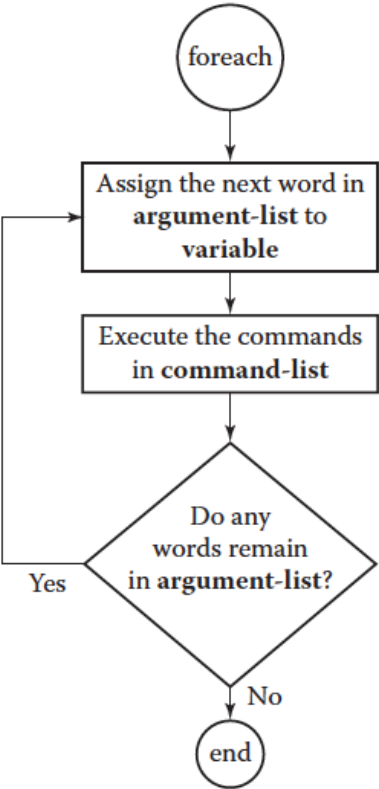 foreach
Assign the next word in
argument-list to
variable
Execute the commands
in command-list
Do any
words remain
in argument-list?
Yes
No
end